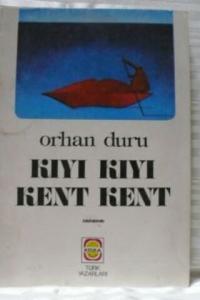 orhan duru
KIYI KIYI
KENT KENT
TÜRK
YAZARLARI